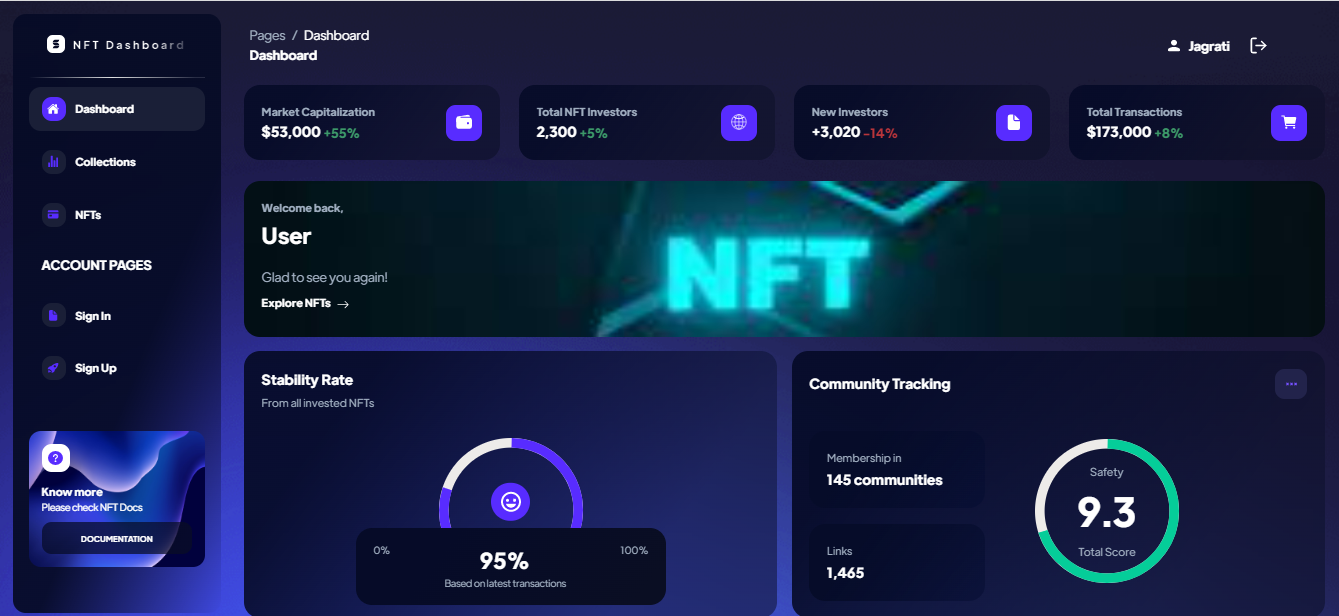 NFT Dashboard
Dashboard
Collections
NFTs
ACCOUNT PAGES
Sign In
Sign Up
?
Know more
Please check NFT Docs
DOCUMENTATION
Pages / Dashboard
Dashboard
Jagrati
Market Capitalization
$53,000 +55%
Total NFT Investors
2,300 +5%
New Investors
+3,020 -14%
Total Transactions
$173,000 +8%
Welcome back,
User
Glad to see you again!
Explore NFTs →
NFT
Stability Rate
From all invested NFTs
0%
95%
100%
Based on latest transactions
Community Tracking
Membership in
145 communities
Links
1,465
Safety
9.3
Total Score